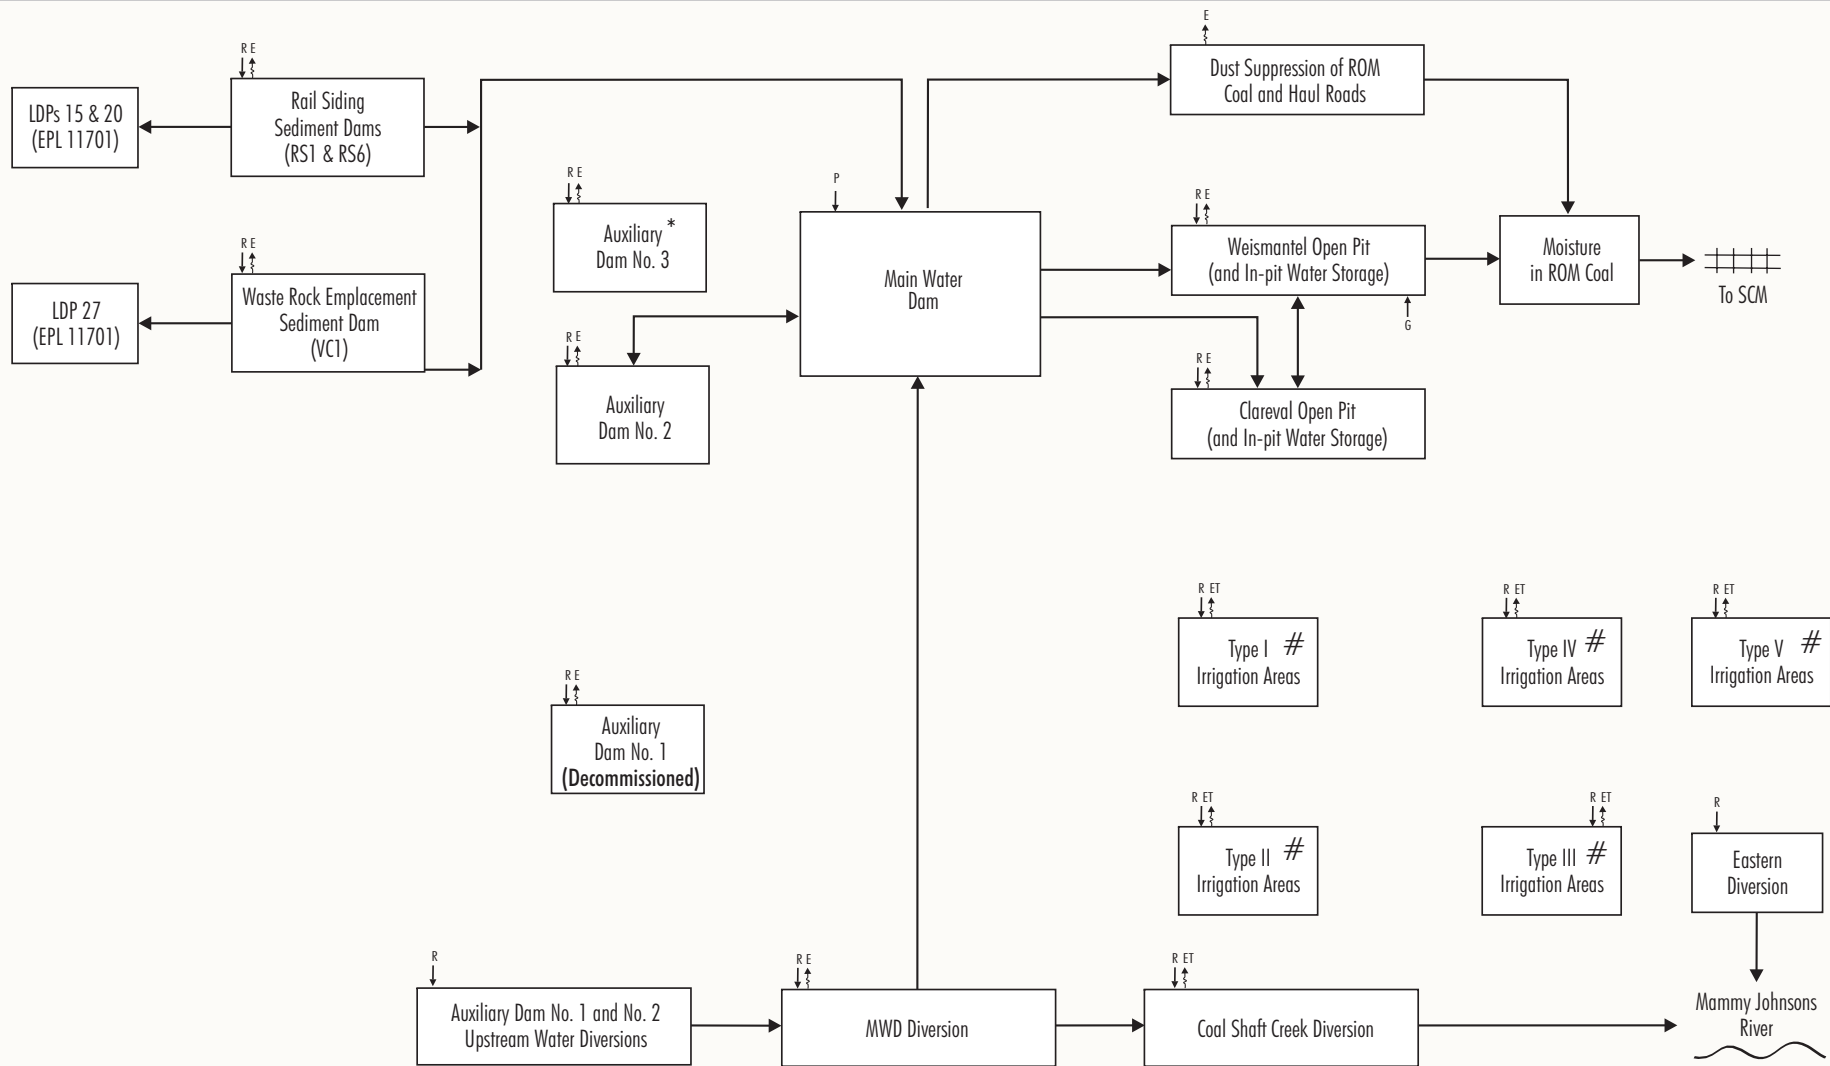 E
R E
LDPs 15 & 20
(EPL 11701)
Rail Siding
Sediment Dams
(RS1 & RS6)
Dust Suppression of ROM
Coal and Haul Roads
R E
Auxiliary *
Dam No. 3
P
Main Water
Dam
R E
Weismantel Open Pit
(and In-pit Water Storage)
G
Moisture
in ROM Coal
To SCM
R E
LDP 27
(EPL 11701)
Waste Rock Emplacement
Sediment Dam
(VC1)
R E
Auxiliary
Dam No. 2
R E
Clareval Open Pit
(and In-pit Water Storage)
R ET
Type I #
Irrigation Areas
R ET
Type IV #
Irrigation Areas
R ET
Type V #
Irrigation Areas
R E
Auxiliary
Dam No. 1
(Decommissioned)
R ET
Type II #
Irrigation Areas
R ET
Type III #
Irrigation Areas
R
Eastern
Diversion
R
Auxiliary Dam No. 1 and No. 2
Upstream Water Diversions
R E
MWD Diversion
R ET
Coal Shaft Creek Diversion
Mammy Johnsons
River